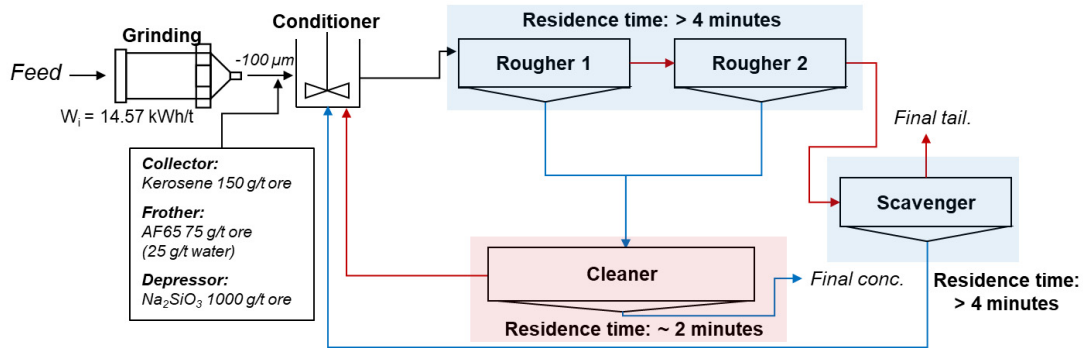 Feed
Grinding
-100 µm
Wᵢ = 14.57 kWh/t
Conditioner
Collector:
Kerosene 150 g/t ore
Frother:
AF65 75 g/t ore
(25 g/t water)
Depressor:
Na₂SiO₃ 1000 g/t ore
Residence time: > 4 minutes
Rougher 1
Rougher 2
Final tail.
Scavenger
Residence time:
> 4 minutes
Cleaner
Final conc.
Residence time: ~ 2 minutes